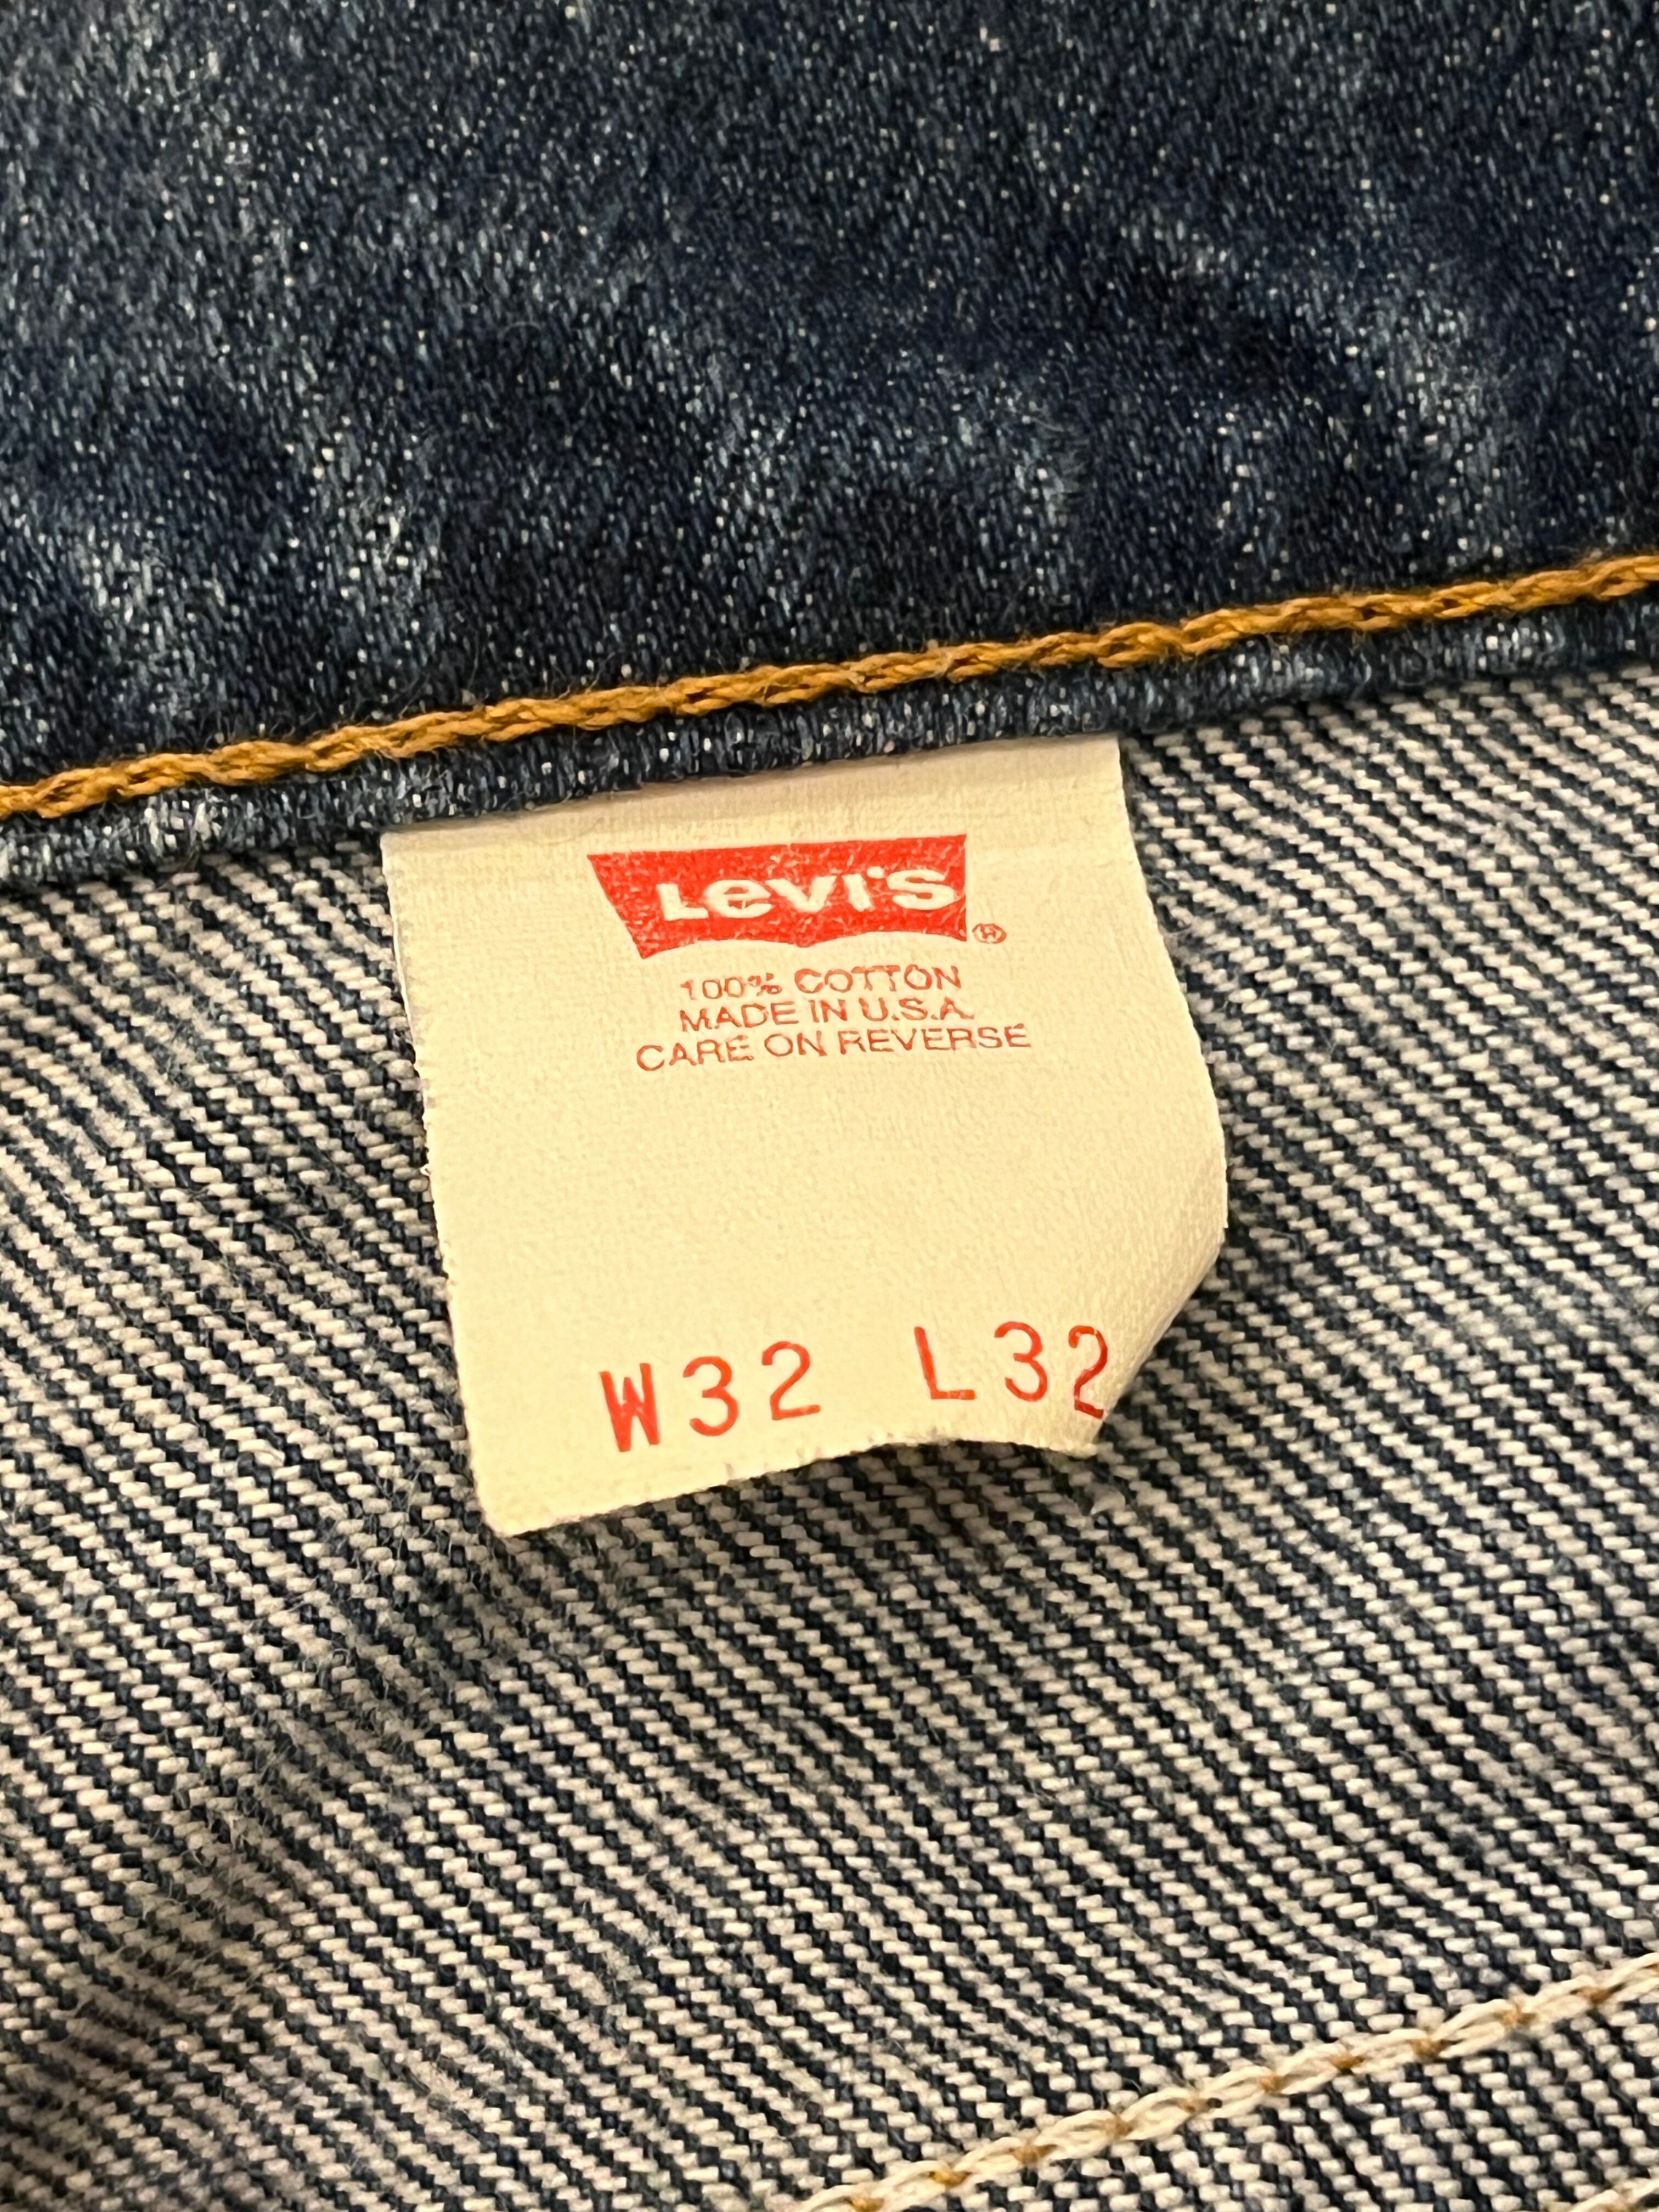 Levi's ®
100% COTTON
MADE IN U.S.A.
CARE ON REVERSE
W32 L32